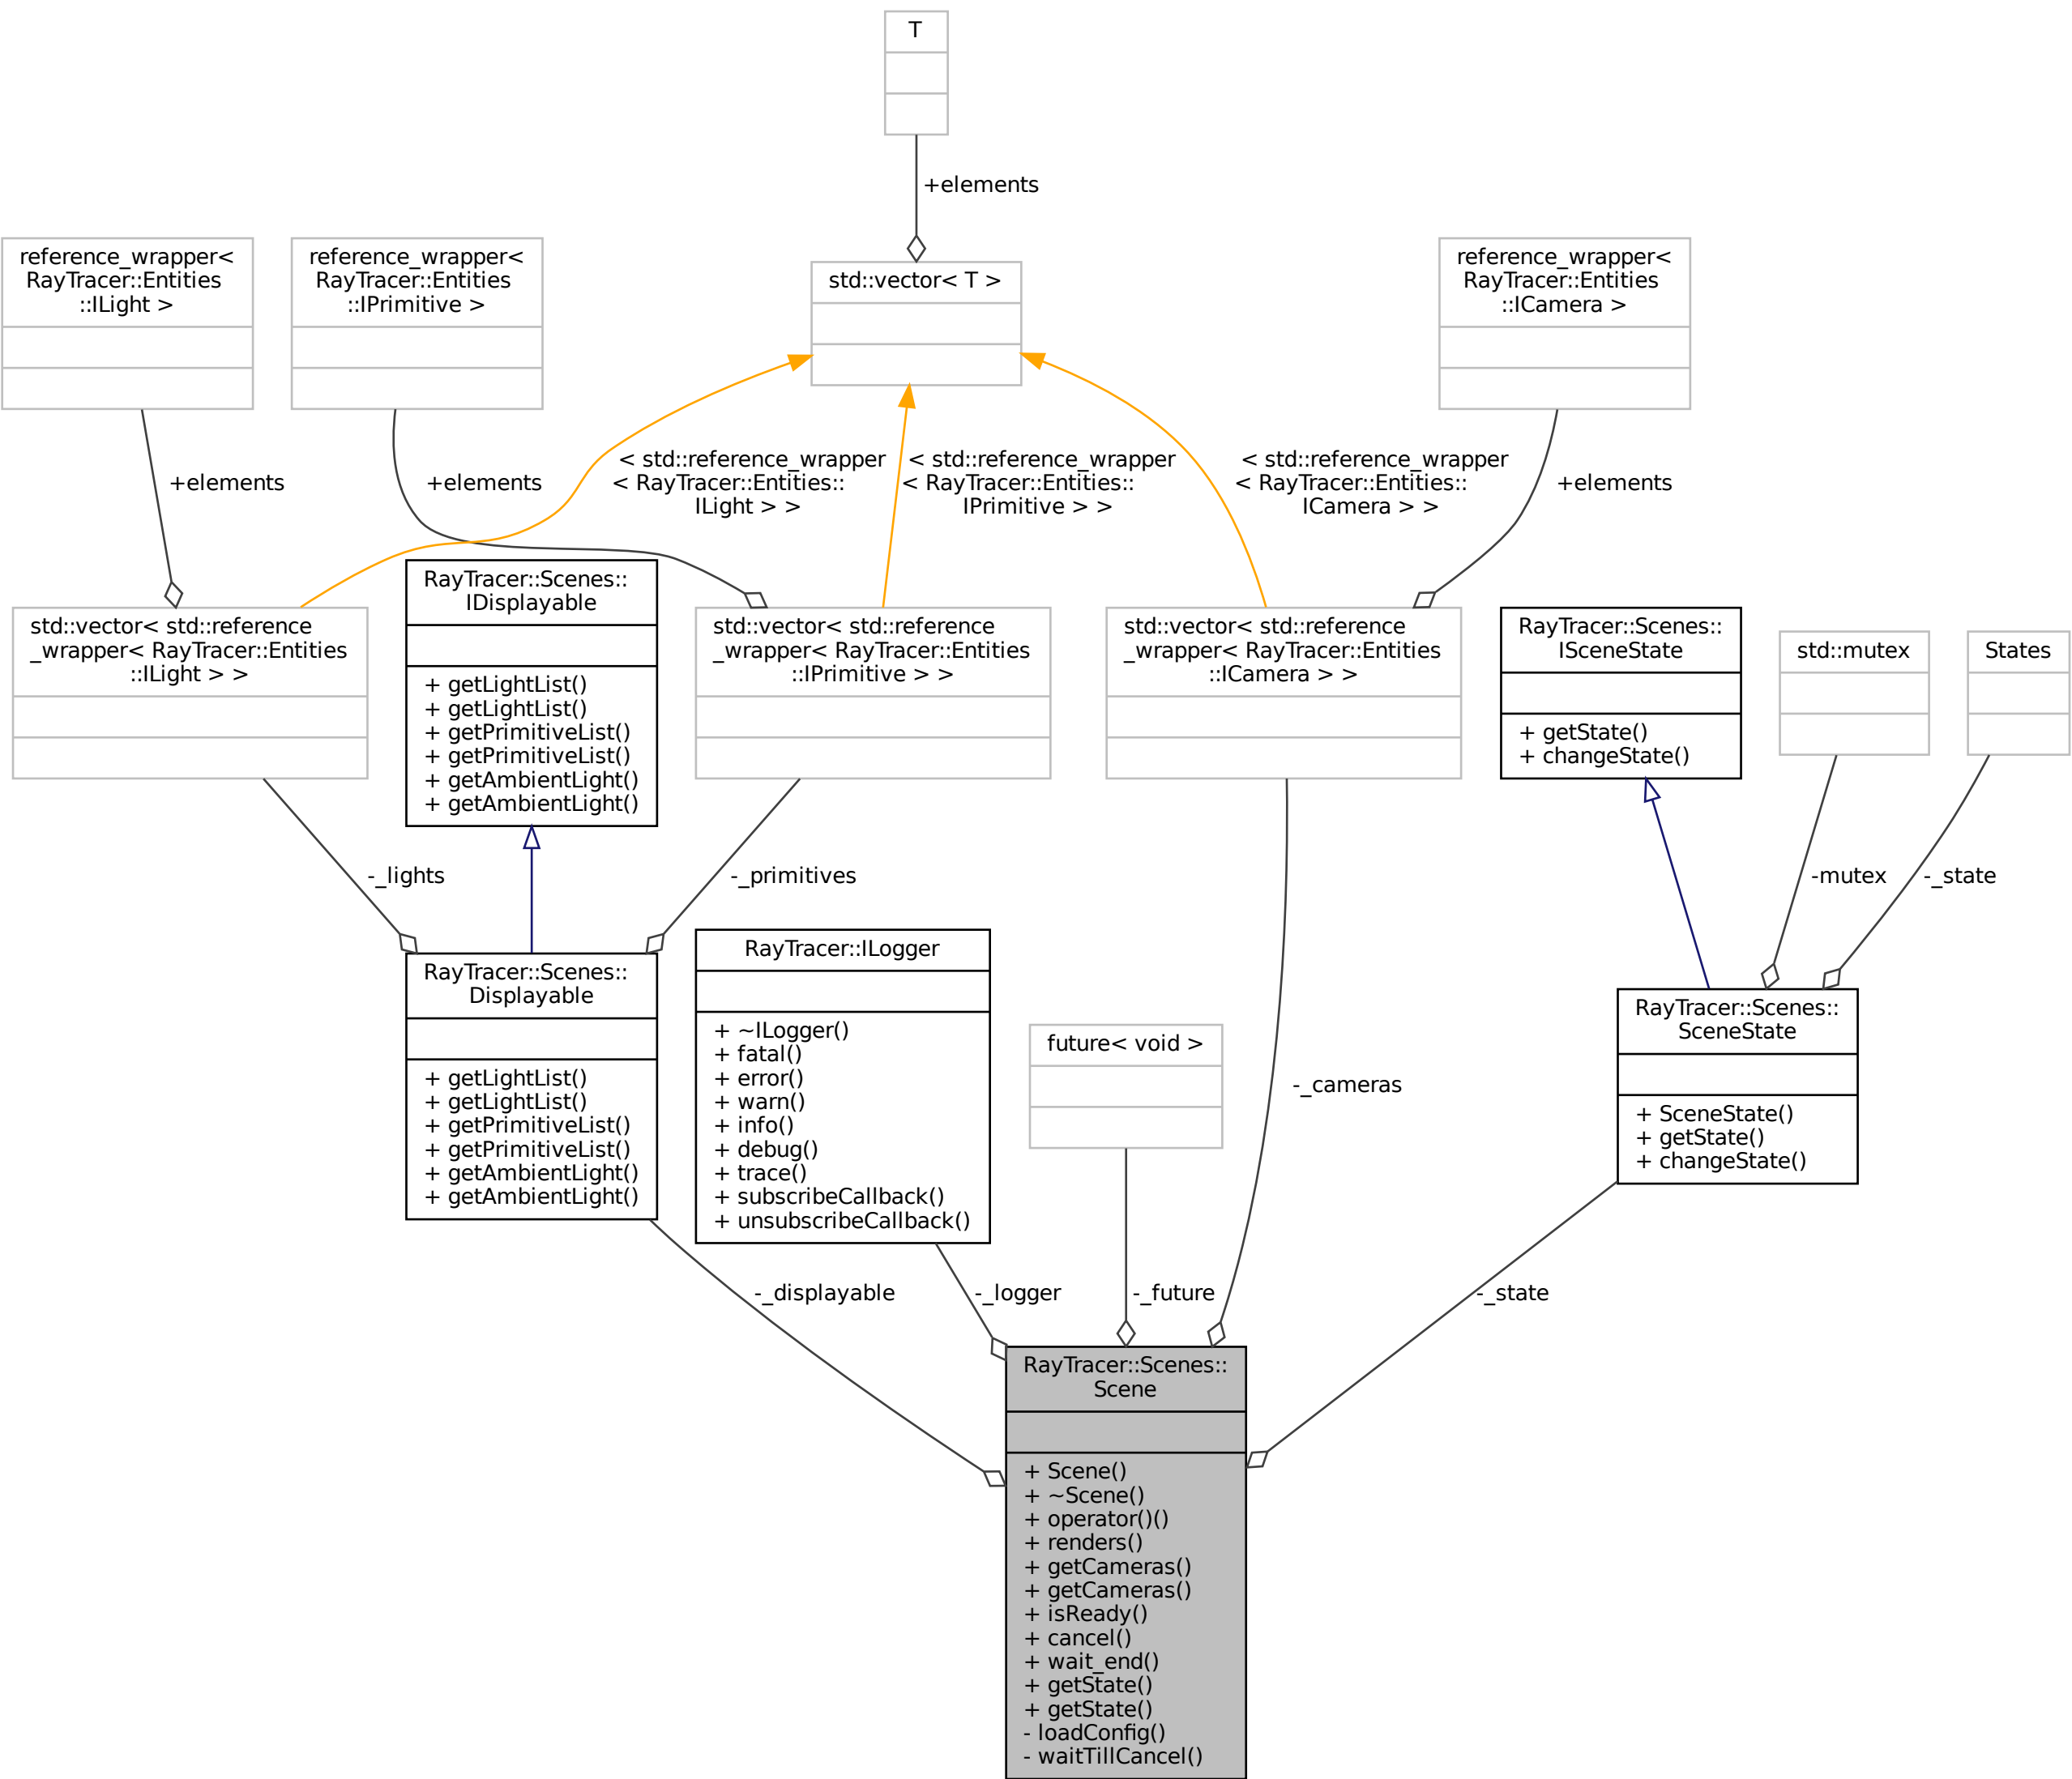 T
+elements
reference_wrapper<
RayTracer::Entities
::ILight >
reference_wrapper<
RayTracer::Entities
::IPrimitive >
std::vector< T >
reference_wrapper<
RayTracer::Entities
::ICamera >
+elements
+elements
< std::reference_wrapper
< RayTracer::Entities::
ILight > >
< std::reference_wrapper
< RayTracer::Entities::
IPrimitive > >
< std::reference_wrapper
< RayTracer::Entities::
ICamera > >
+elements
std::vector< std::reference
_wrapper< RayTracer::Entities
::ILight > >
RayTracer::Scenes::
IDisplayable
+ getLightList()
+ getLightList()
+ getPrimitiveList()
+ getPrimitiveList()
+ getAmbientLight()
+ getAmbientLight()
std::vector< std::reference
_wrapper< RayTracer::Entities
::IPrimitive > >
std::vector< std::reference
_wrapper< RayTracer::Entities
::ICamera > >
RayTracer::Scenes::
ISceneState
+ getState()
+ changeState()
std::mutex
States
-_lights
-_primitives
-mutex
-_state
RayTracer::Scenes::
Displayable
+ getLightList()
+ getLightList()
+ getPrimitiveList()
+ getPrimitiveList()
+ getAmbientLight()
+ getAmbientLight()
RayTracer::ILogger
+ ~ILogger()
+ fatal()
+ error()
+ warn()
+ info()
+ debug()
+ trace()
+ subscribeCallback()
+ unsubscribeCallback()
future< void >
-_cameras
RayTracer::Scenes::
SceneState
+ SceneState()
+ getState()
+ changeState()
-_displayable
-_logger
-_future
-_state
RayTracer::Scenes::
Scene
+ Scene()
+ ~Scene()
+ operator()()
+ renders()
+ getCameras()
+ getCameras()
+ isReady()
+ cancel()
+ wait_end()
+ getState()
+ getState()
- loadConfig()
- waitTillCancel()